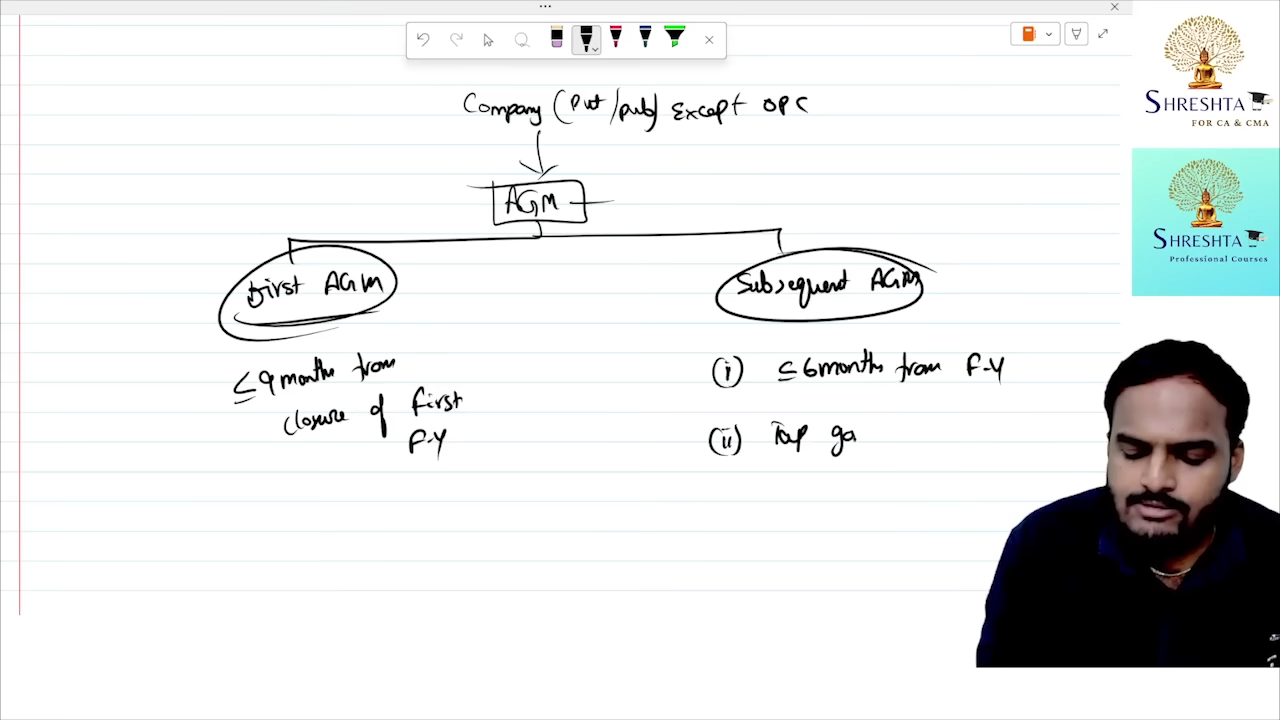 Company (Pvt/pub) Except OPC
AGM
First AGM
Subsequent AGM
≤ 9 months from
closure of first
F.Y
(i) ≤ 6 months from F.Y
(ii) ga
SHRESHTA
FOR CA & CMA
SHRESHTA
Professional Courses